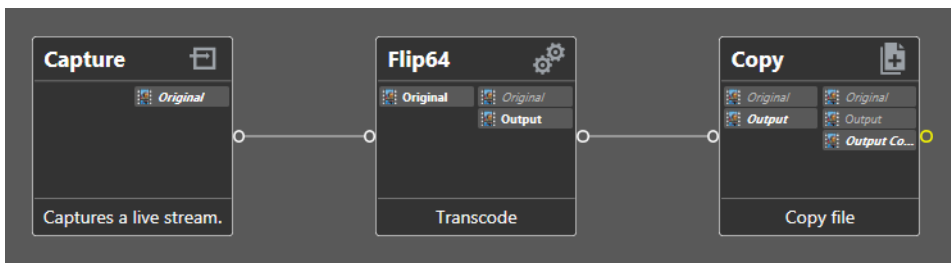 Capture
Original
Captures a live stream.
Flip64
Original Original
Output
Transcode
Copy
Original Original
Output Output
Output Co...
Copy file